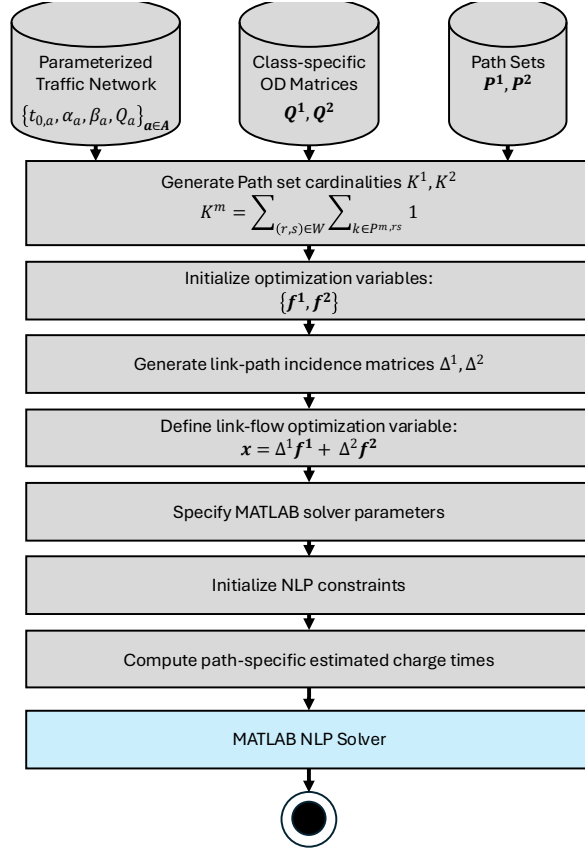 Parameterized
Traffic Network
{t₀,ₐ, αₐ, βₐ, Qₐ}ₐ∈A
Class-specific
OD Matrices
Q¹, Q²
Path Sets
P¹, P²
Generate Path set cardinalities K¹, K²
Kᵐ = ∑_(r,s)∈W ∑_k∈P^m,rs 1
Initialize optimization variables:
{f¹, f²}
Generate link-path incidence matrices Δ¹, Δ²
Define link-flow optimization variable:
x = Δ¹f¹ + Δ²f²
Specify MATLAB solver parameters
Initialize NLP constraints
Compute path-specific estimated charge times
MATLAB NLP Solver